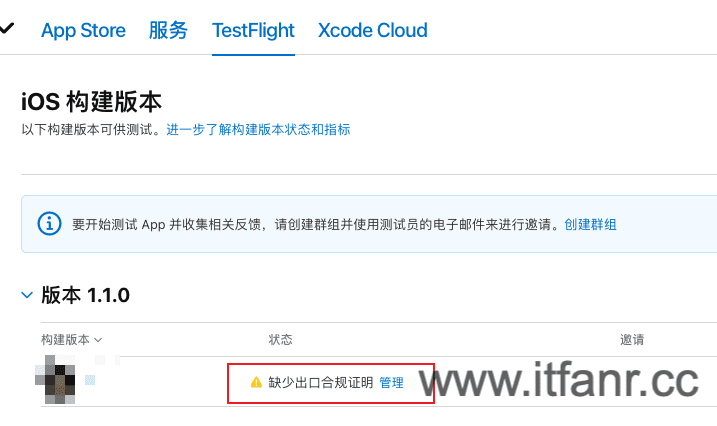 App Store 服务 TestFlight Xcode Cloud
iOS 构建版本
以下构建版本可供测试。进一步了解构建版本状态和指标
要开始测试 App 并收集相关反馈，请创建群组并使用测试员的电子邮件来进行邀请。创建群组
版本 1.1.0
构建版本 状态 邀请
缺少出口合规证明 管理
www.itfanr.cc